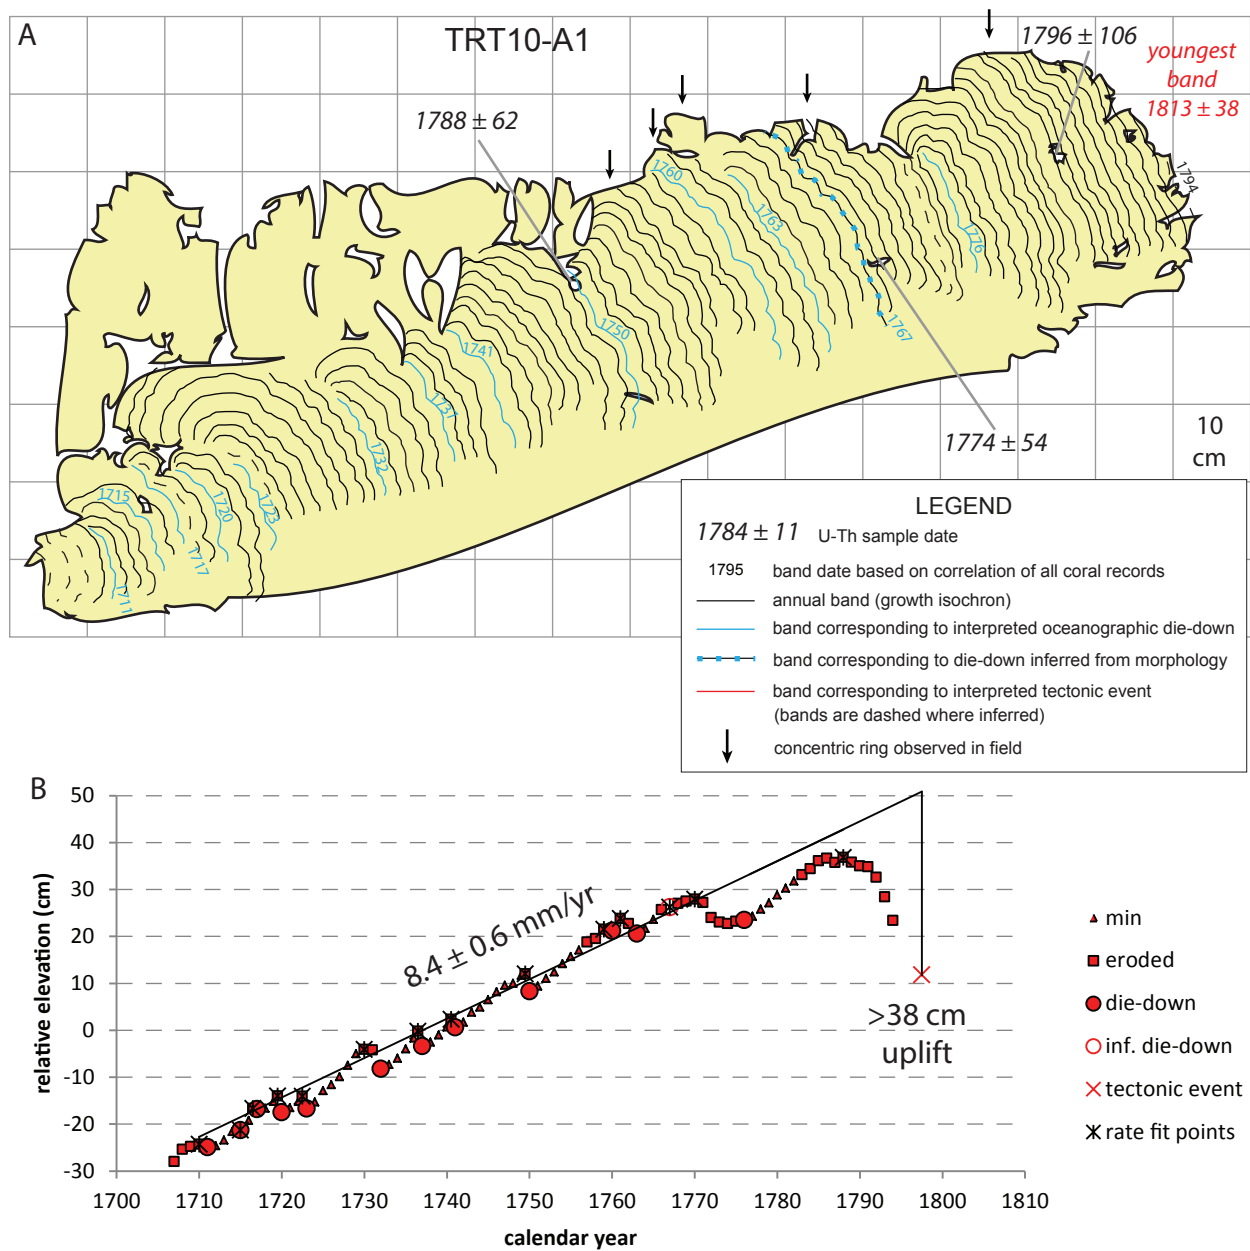 A
TRT10-A1
1796 ± 106
youngest
band
1813 ± 38
1788 ± 62
1794
1760
1763
1776
1750
1767
1741
1731
1732
1774 ± 54
10
cm
1715
1720
1723
1717
1711
LEGEND
1784 ± 11 U-Th sample date
1795 band date based on correlation of all coral records
annual band (growth isochron)
band corresponding to interpreted oceanographic die-down
band corresponding to die-down inferred from morphology
band corresponding to interpreted tectonic event
(bands are dashed where inferred)
concentric ring observed in field
B
50
40
30
20
10
0
-10
-20
-30
relative elevation (cm)
8.4 ± 0.6 mm/yr
>38 cm
uplift
min
eroded
die-down
inf. die-down
tectonic event
rate fit points
1700 1710 1720 1730 1740 1750 1760 1770 1780 1790 1800 1810
calendar year